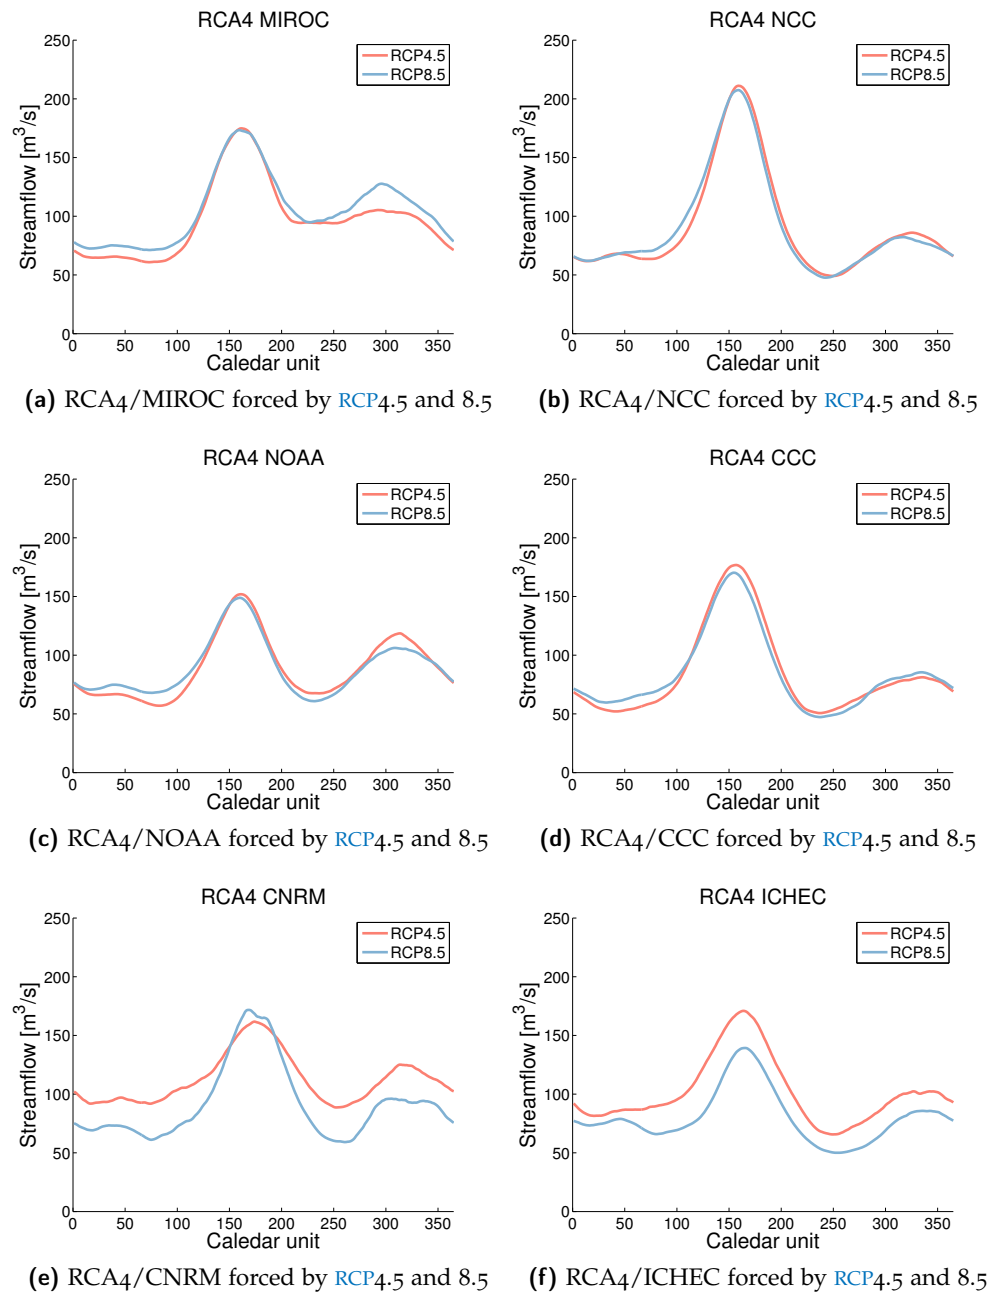 RCA4 MIROC
250
200
150
100
50
0
Streamflow [m³/s]
RCP4.5
RCP8.5
0 50 100 150 200 250 300 350
Caledar unit
(a) RCA4/MIROC forced by RCP4.5 and 8.5
RCA4 NCC
250
200
150
100
50
0
Streamflow [m³/s]
RCP4.5
RCP8.5
0 50 100 150 200 250 300 350
Caledar unit
(b) RCA4/NCC forced by RCP4.5 and 8.5
RCA4 NOAA
250
200
150
100
50
0
Streamflow [m³/s]
RCP4.5
RCP8.5
0 50 100 150 200 250 300 350
Caledar unit
(c) RCA4/NOAA forced by RCP4.5 and 8.5
RCA4 CCC
250
200
150
100
50
0
Streamflow [m³/s]
RCP4.5
RCP8.5
0 50 100 150 200 250 300 350
Caledar unit
(d) RCA4/CCC forced by RCP4.5 and 8.5
RCA4 CNRM
250
200
150
100
50
0
Streamflow [m³/s]
RCP4.5
RCP8.5
0 50 100 150 200 250 300 350
Caledar unit
(e) RCA4/CNRM forced by RCP4.5 and 8.5
RCA4 ICHEC
250
200
150
100
50
0
Streamflow [m³/s]
RCP4.5
RCP8.5
0 50 100 150 200 250 300 350
Caledar unit
(f) RCA4/ICHEC forced by RCP4.5 and 8.5